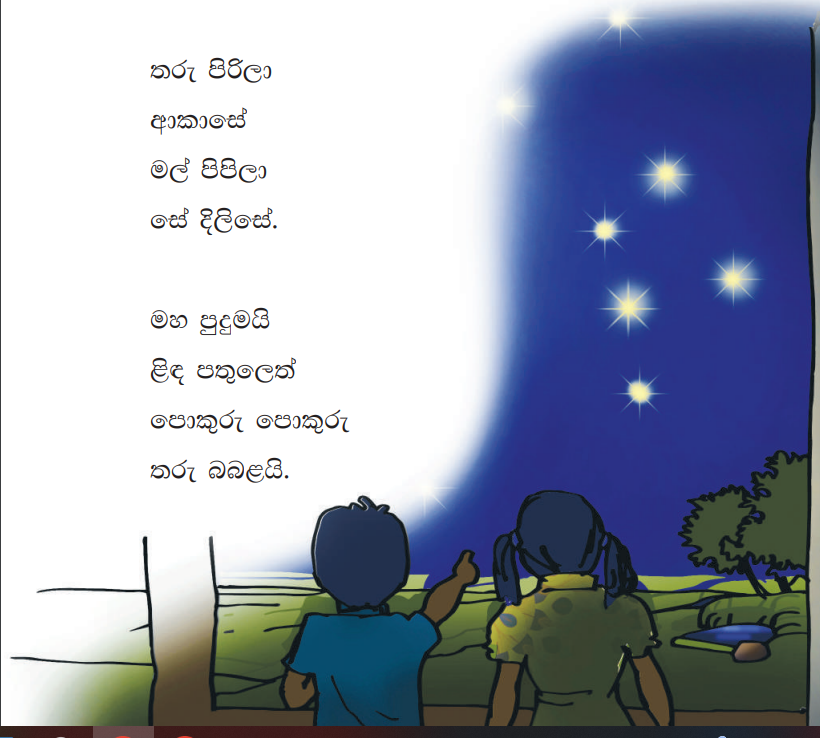 තරු පිරිලා
ආකාසේ
මල් පිපිලා
සේ දිලිසේ.
මහ පුදුමයි
ළිඳ පතුලෙත්
පොකුරු පොකුරු
තරු බබළයි.